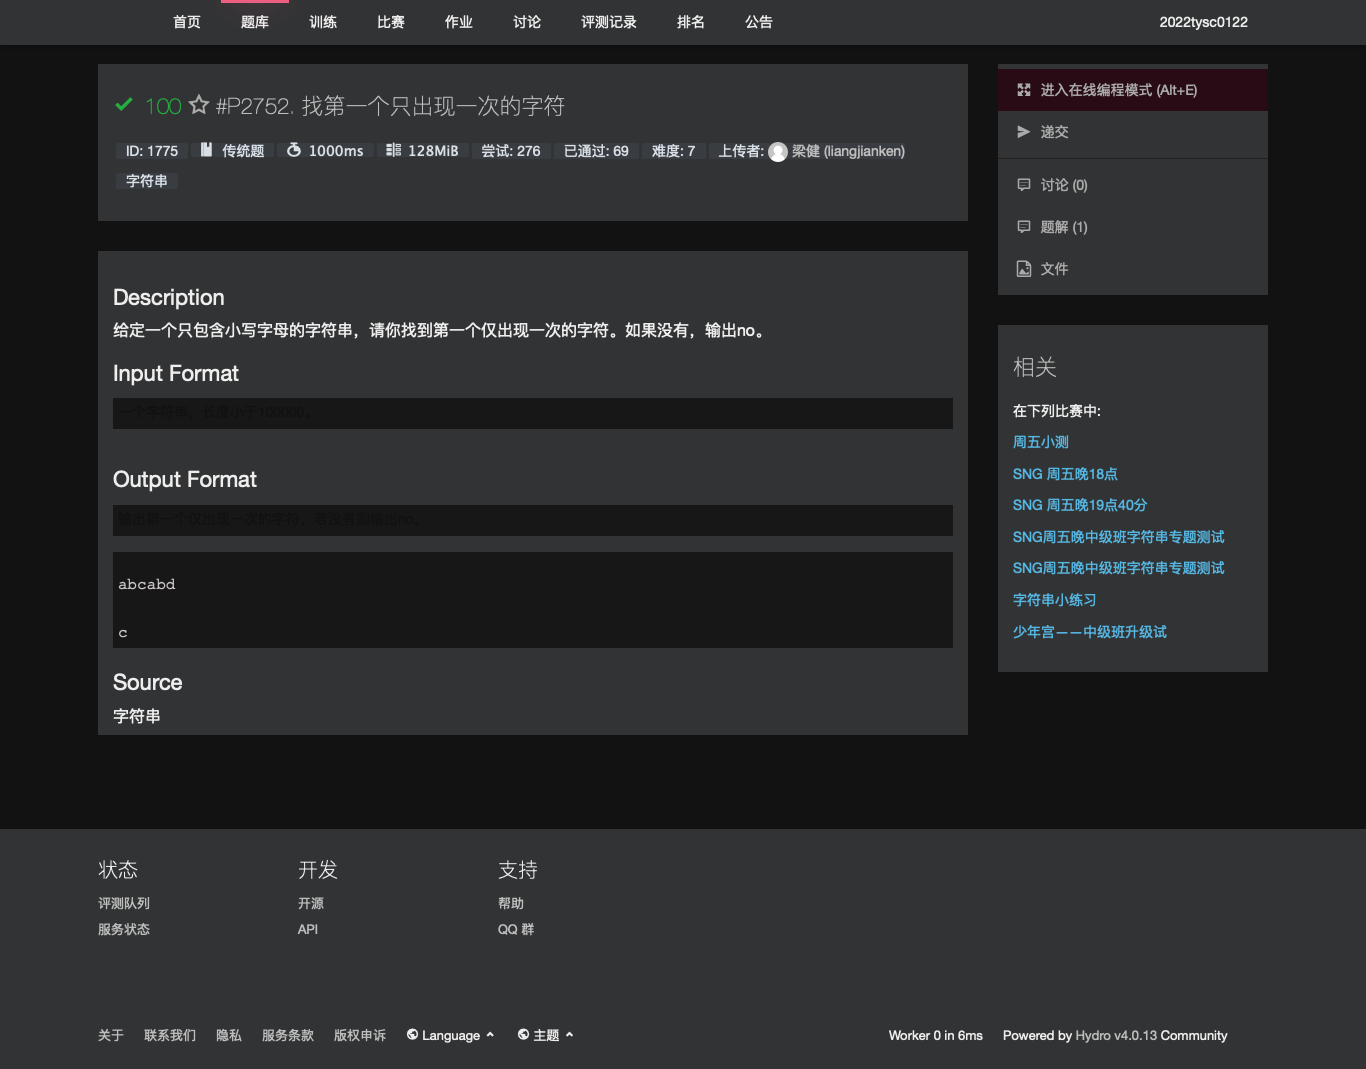 首页 题库 训练 比赛 作业 讨论 评测记录 排名 公告 2022tysc0122
100 #P2752. 找第一个只出现一次的字符
ID: 1775 传统题 1000ms 128MiB 尝试: 276 已通过: 69 难度: 7 上传者: 梁健 (liangjianken)
字符串
Description
给定一个只包含小写字母的字符串，请你找到第一个仅出现一次的字符。如果没有，输出no。
Input Format
一个字符串，长度小于100000。
Output Format
输出第一个仅出现一次的字符，若没有则输出no。
abcabd
c
Source
字符串
进入在线编程模式 (Alt+E)
递交
讨论 (0)
题解 (1)
文件
相关
在下列比赛中:
周五小测
SNG 周五晚18点
SNG 周五晚19点40分
SNG周五晚中级班字符串专题测试
SNG周五晚中级班字符串专题测试
字符串小练习
少年宫——中级班升级试
状态
评测队列
服务状态
开发
开源
API
支持
帮助
QQ 群
关于 联系我们 隐私 服务条款 版权申诉 Language 主题 Worker 0 in 6ms Powered by Hydro v4.0.13 Community